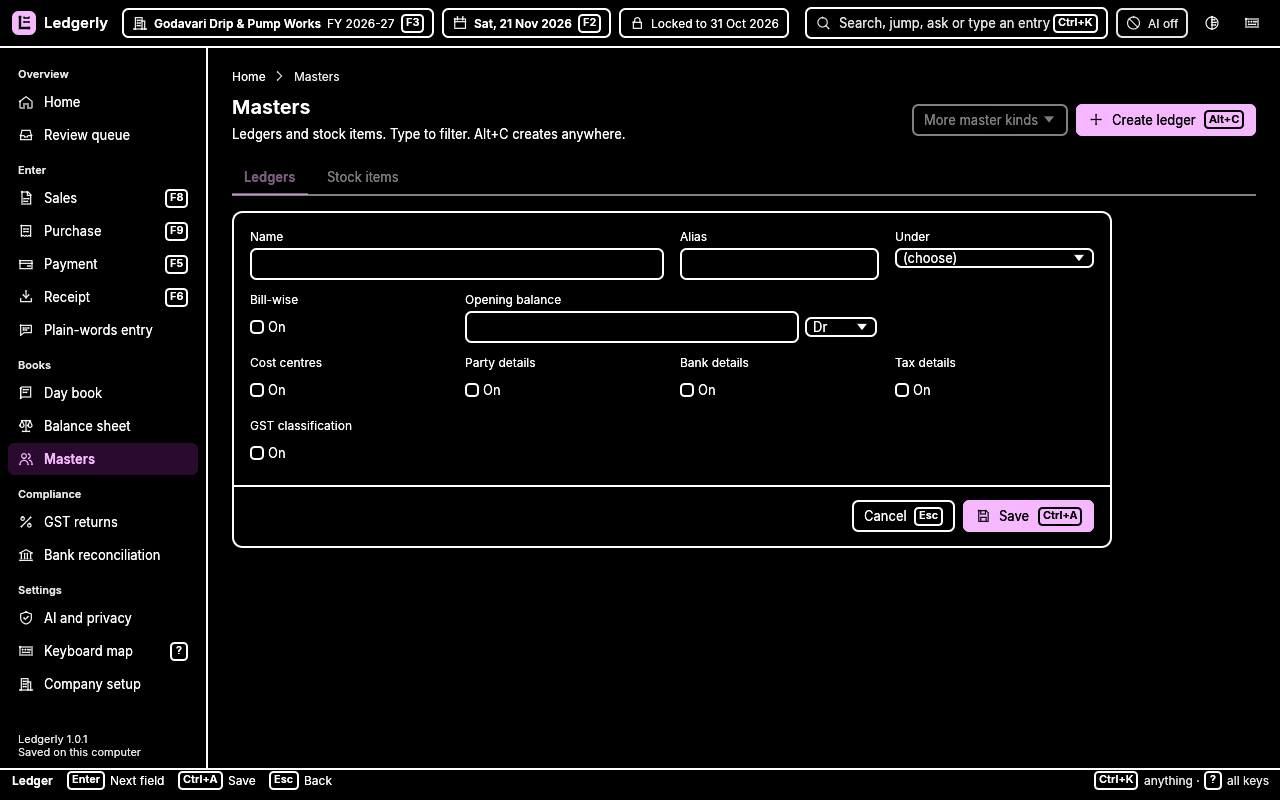 Ledgerly
Godavari Drip & Pump Works FY 2026-27 F3
Sat, 21 Nov 2026 F2
Locked to 31 Oct 2026
Search, jump, ask or type an entry Ctrl+K
AI off
Overview
Home
Review queue
Enter
Sales F8
Purchase F9
Payment F5
Receipt F6
Plain-words entry
Books
Day book
Balance sheet
Masters
Compliance
GST returns
Bank reconciliation
Settings
AI and privacy
Keyboard map ?
Company setup
Ledgerly 1.0.1
Saved on this computer
Home > Masters
Masters
Ledgers and stock items. Type to filter. Alt+C creates anywhere.
More master kinds
Create ledger Alt+C
Ledgers Stock items
Name Alias Under
(choose)
Bill-wise Opening balance
On Dr
Cost centres Party details Bank details Tax details
On On On On
GST classification
On
Cancel Esc Save Ctrl+A
Ledger Enter Next field Ctrl+A Save Esc Back
Ctrl+K anything · ? all keys